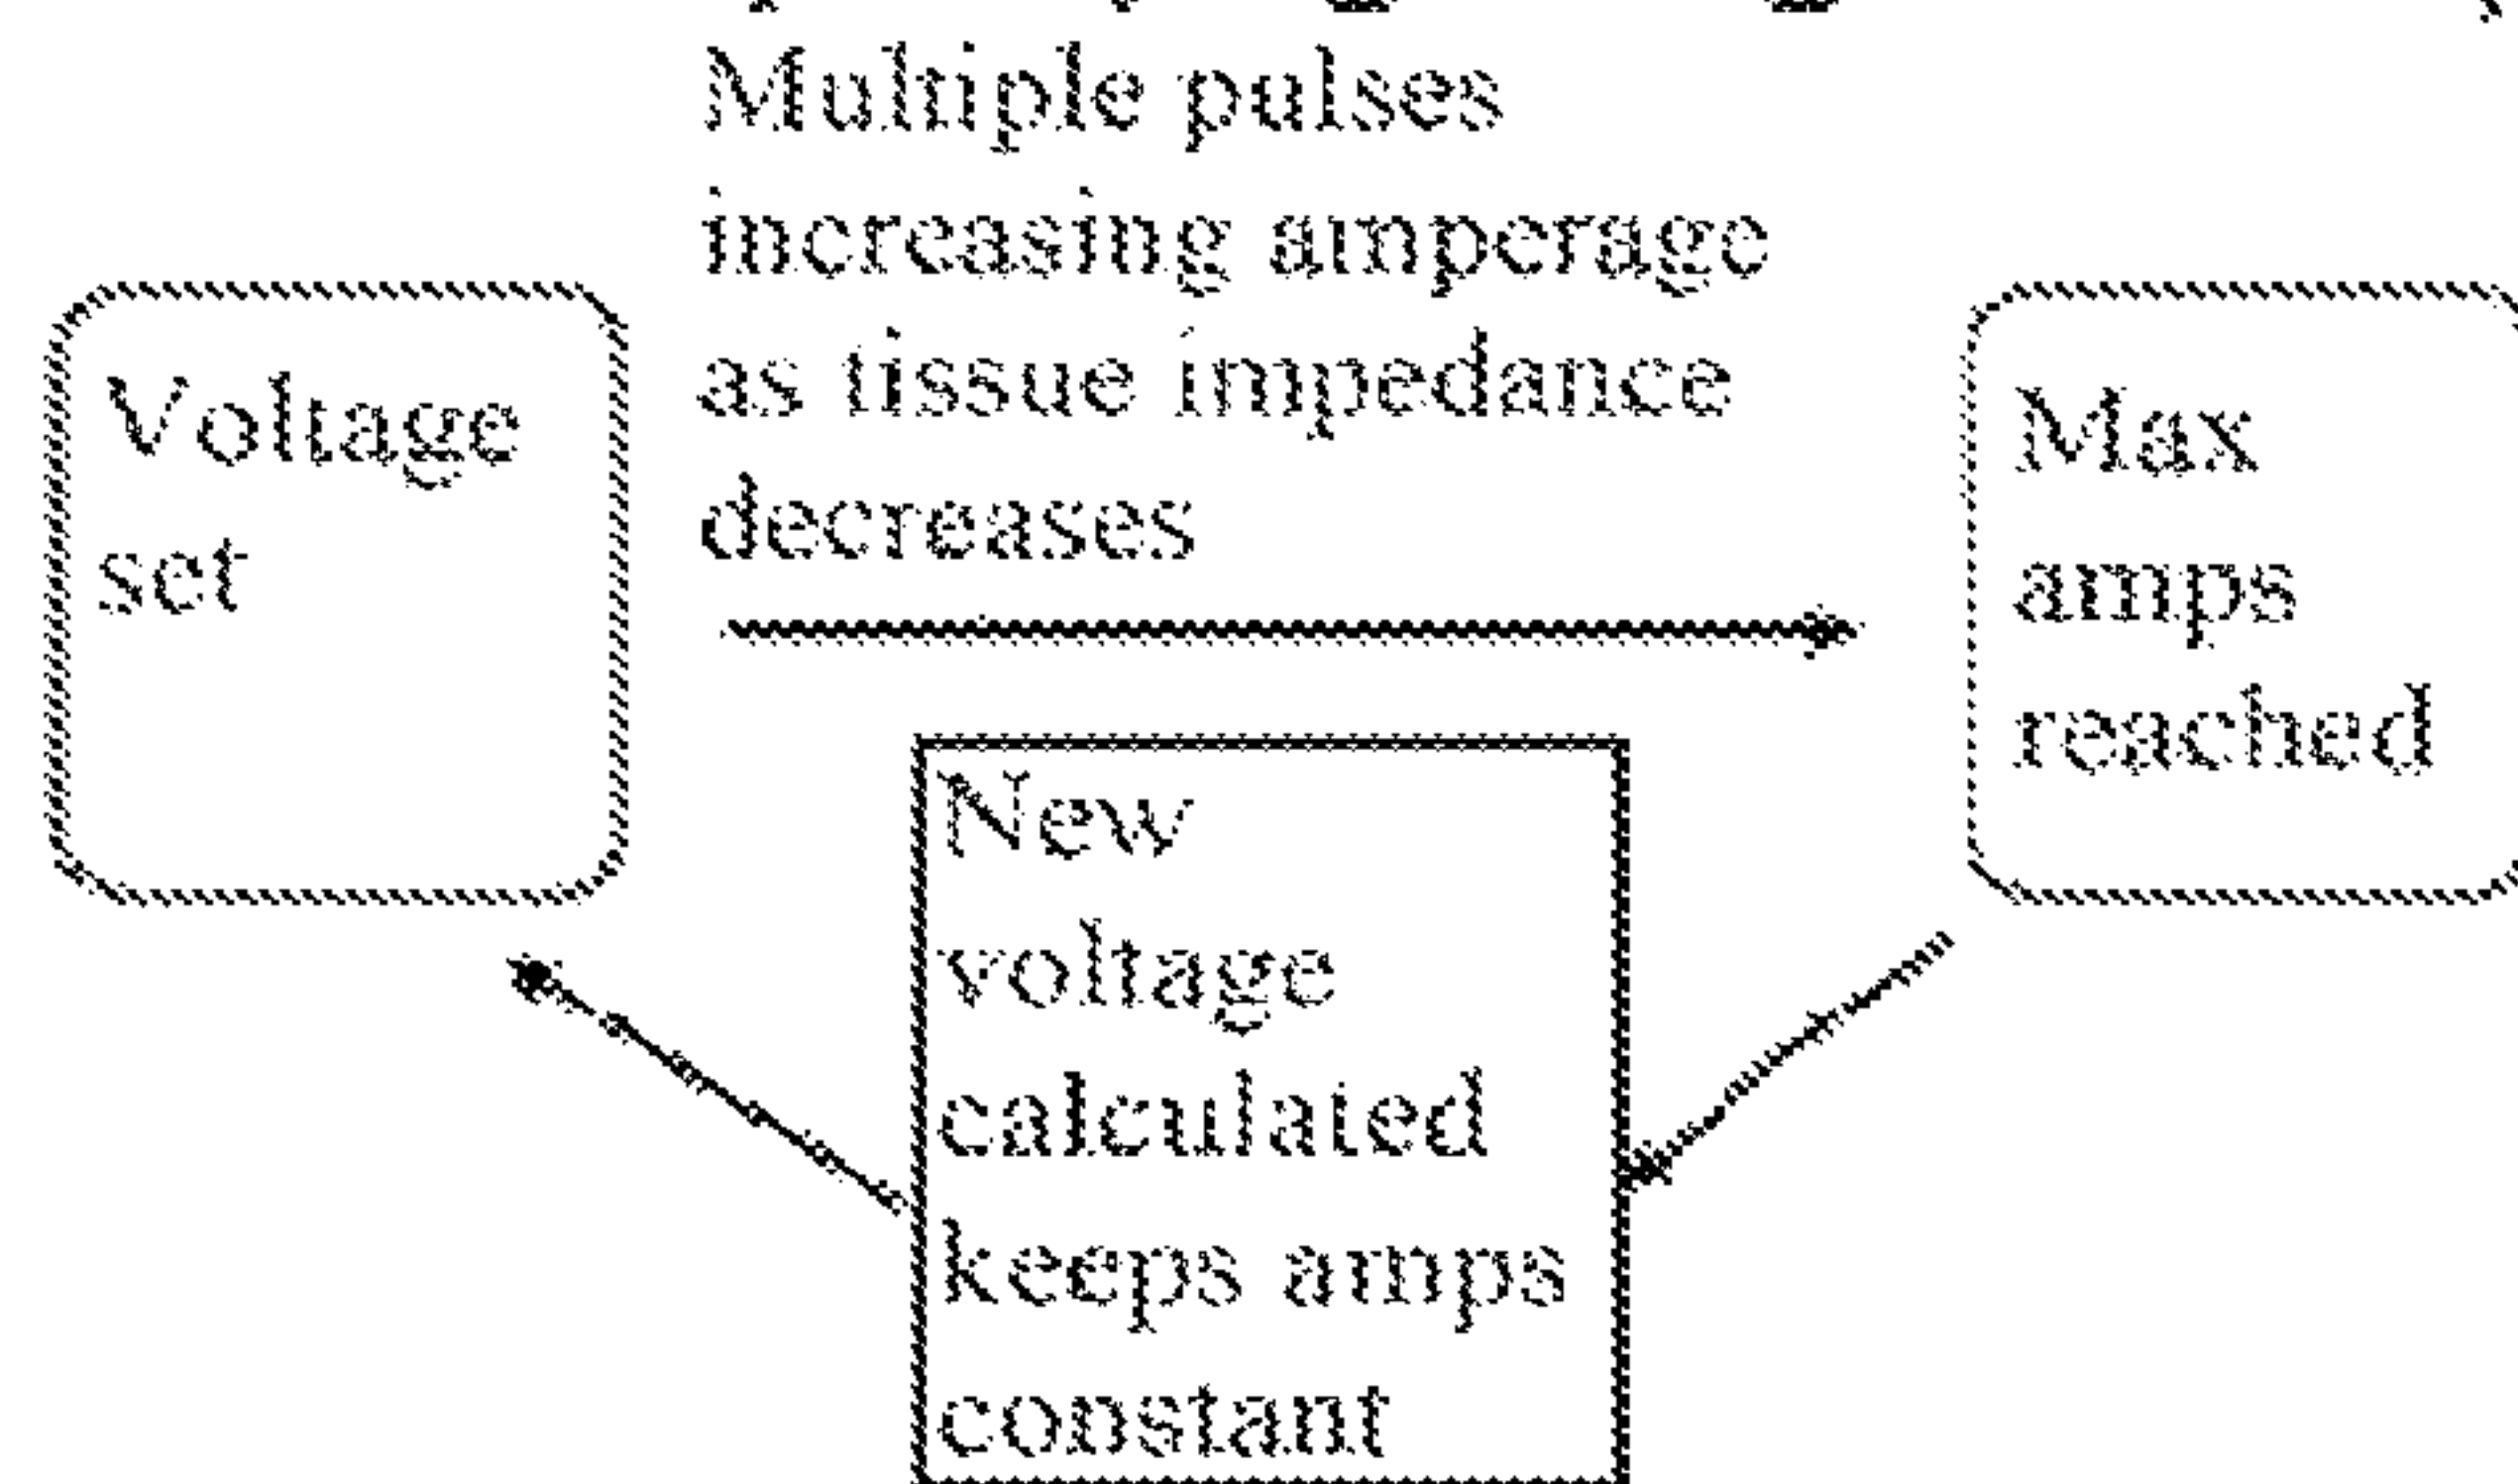 Multiple pulses
increasing amperage
as tissue impedance
decreases
Voltage
set
Max
amps
reached
New
voltage
calculated
keeps amps
constant